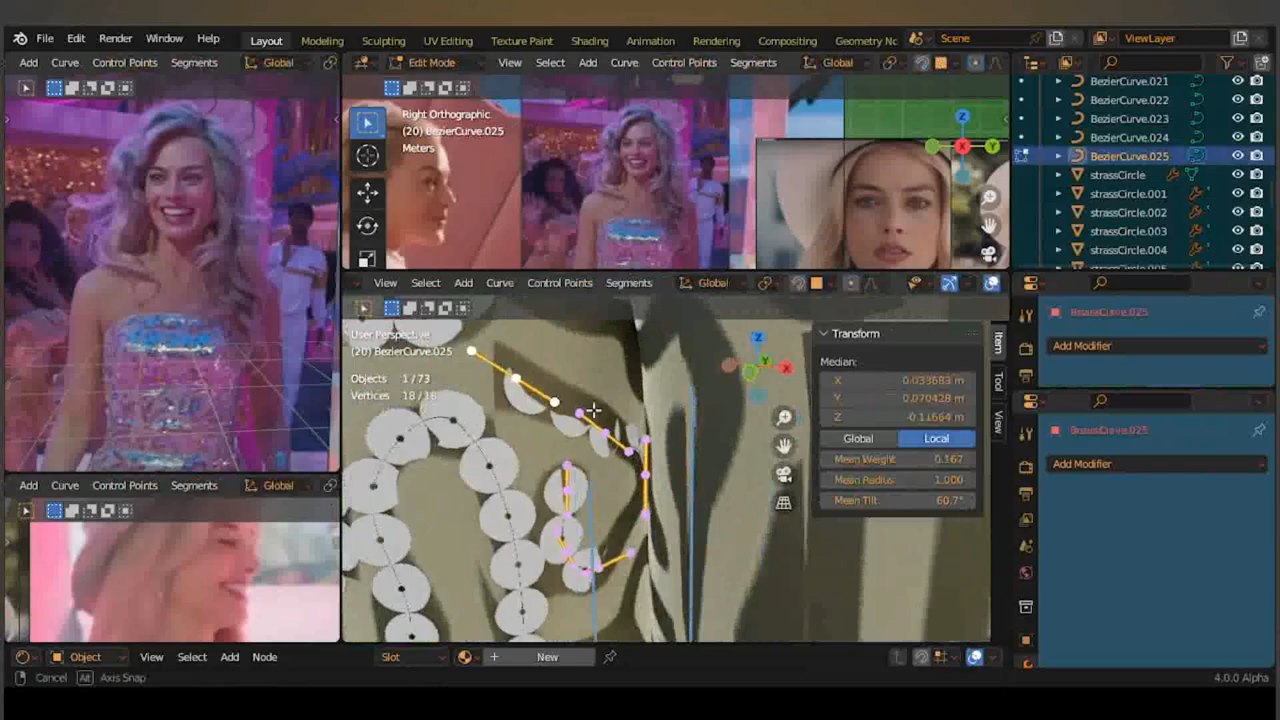 File Edit Render Window Help Layout Modeling Sculpting UV Editing Texture Paint Shading Animation Rendering Compositing Geometry Nc Scene ViewLayer
Add Curve Control Points Segments Global
Edit Mode View Select Add Curve Control Points Segments Global
Right Orthographic
(20) BezierCurve.025
Meters
Z
X
Y
BezierCurve.021
BezierCurve.022
BezierCurve.023
BezierCurve.024
BezierCurve.025
strassCircle
strassCircle.001
strassCircle.002
strassCircle.003
strassCircle.004
View Select Add Curve Control Points Segments Global
User Perspective
(20) BezierCurve.025
Objects 1/73
Vertices 18/18
Z
Y
X
Transform
Median:
X 0.033683 m
Y 0.070428 m
Z -0.11664 m
Global Local
Mean Weight 0.167
Mean Radius: 1.000
Mean Tilt: 60.7°
Item
Tool
View
BezierCurve.025
Add Modifier
BezierCurve.025
Add Modifier
Add Curve Control Points Segments Global
Object View Select Add Node Slot New
Cancel Alt Axis Snap
4.0.0 Alpha